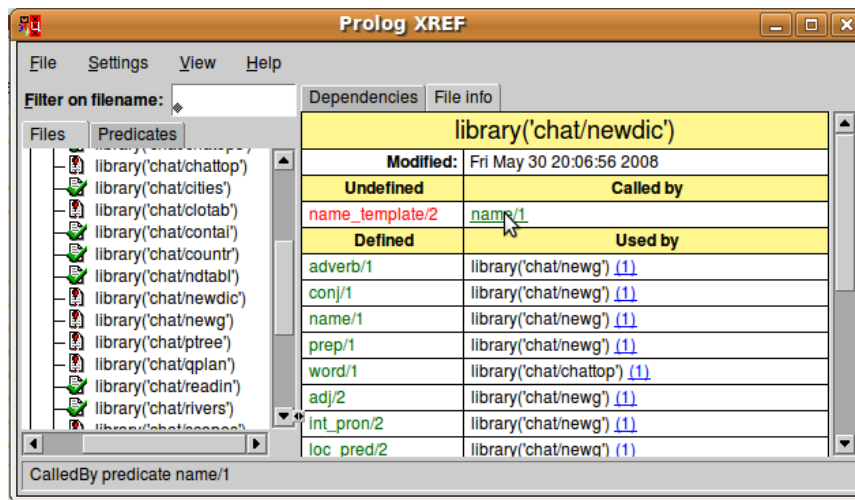 Prolog XREF
File Settings View Help
Filter on filename:
Dependencies File info
Files Predicates
library('chat/chattop')
library('chat/cities')
library('chat/clotab')
library('chat/contai')
library('chat/countr')
library('chat/ndtabl')
library('chat/newdic')
library('chat/newg')
library('chat/ptree')
library('chat/qplan')
library('chat/readin')
library('chat/rivers')
library('chat/newdic')
Modified: Fri May 30 20:06:56 2008
Undefined Called by
name_template/2 name/1
Defined Used by
adverb/1 library('chat/newg') (1)
conj/1 library('chat/newg') (1)
name/1 library('chat/newg') (1)
prep/1 library('chat/newg') (1)
word/1 library('chat/chattop') (1)
adj/2 library('chat/newg') (1)
int_pron/2 library('chat/newg') (1)
loc_pred/2 library('chat/newg') (1)
CalledBy predicate name/1